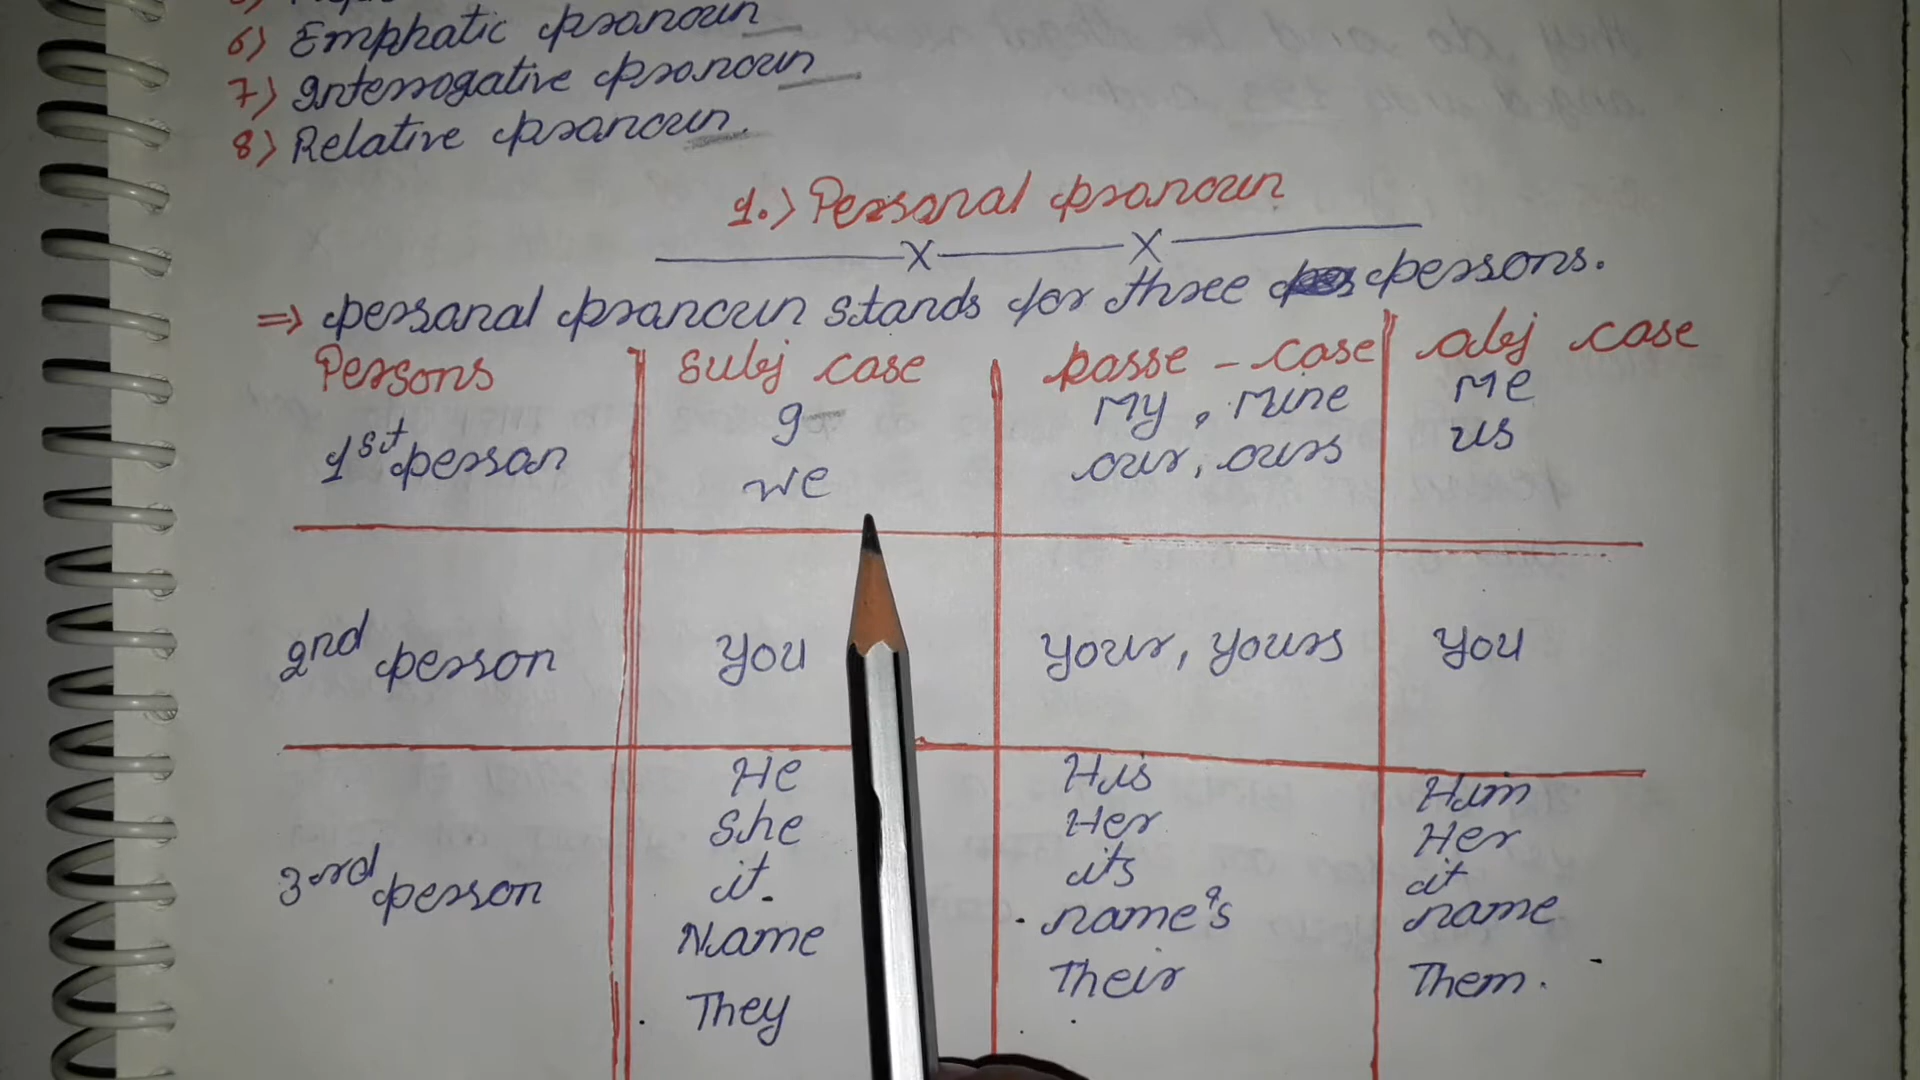 6) Emphatic pronoun
7) Interrogative pronoun
8) Relative pronoun.
1.) Personal pronoun
⇒ personal pronoun stands for three persons.
Persons subj case posse - case obj case
1st person I my, mine me
we our, ours us
2nd person you your, yours you
3rd person He His Him
She Her Her
it. its it
Name name's name
They Their Them.